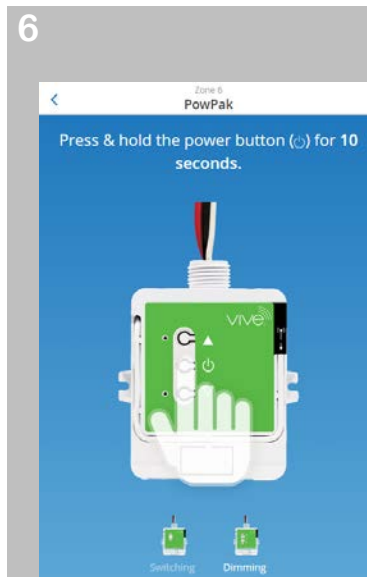 6
Zone 6
PowPak
Press & hold the power button (⏻) for 10
seconds.
VIVE
Switching
Dimming